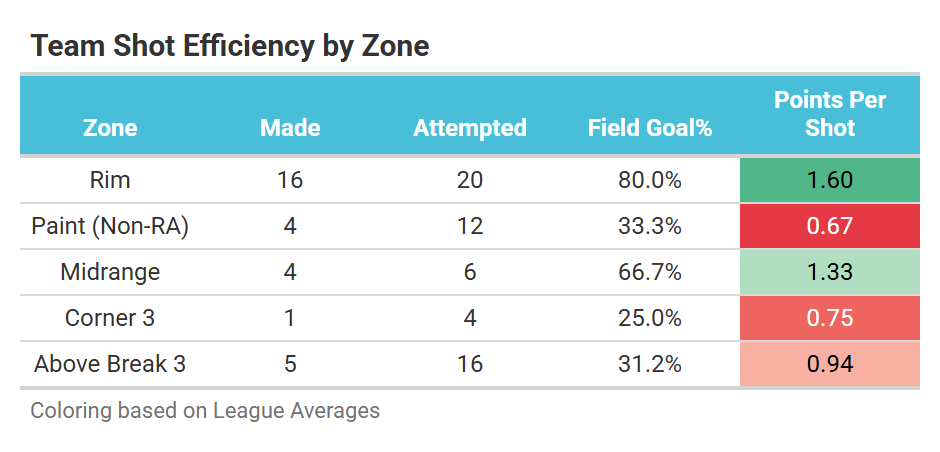 Team Shot Efficiency by Zone
Zone Made Attempted Field Goal% Points Per Shot
Rim 16 20 80.0% 1.60
Paint (Non-RA) 4 12 33.3% 0.67
Midrange 4 6 66.7% 1.33
Corner 3 1 4 25.0% 0.75
Above Break 3 5 16 31.2% 0.94
Coloring based on League Averages